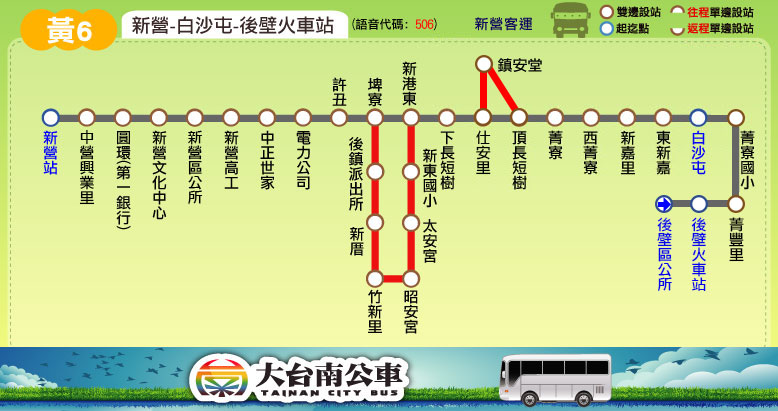 黃6
新營-白沙屯-後壁火車站
(語音代碼: 506)
新營客運
雙邊設站
往程單邊設站
起迄點
返程單邊設站
新營站
中營興業里
圓環(第一銀行)
新營文化中心
新營區公所
新營高工
中正世家
電力公司
許丑
埤寮
後鎮派出所
新厝
竹新里
昭安宮
太安宮
新東國小
新港東
下長短樹
仕安里
鎮安堂
頂長短樹
菁寮
西菁寮
新嘉里
東新嘉
白沙屯
菁寮國小
菁豐里
後壁火車站
後壁區公所
大台南公車
TAINAN CITY BUS